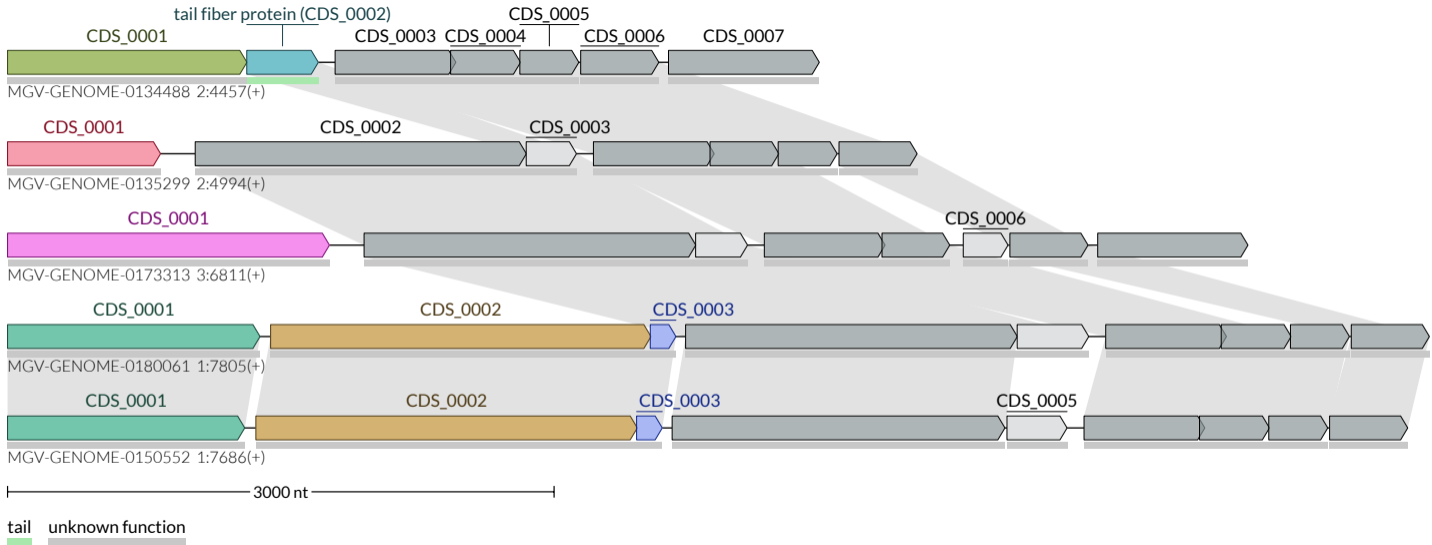 tail fiber protein (CDS_0002) CDS_0005
CDS_0001 CDS_0003 CDS_0004 CDS_0006 CDS_0007
MGV-GENOME-0134488 2:4457(+)
CDS_0001 CDS_0002 CDS_0003
MGV-GENOME-0135299 2:4994(+)
CDS_0001 CDS_0006
MGV-GENOME-0173313 3:6811(+)
CDS_0001 CDS_0002 CDS_0003
MGV-GENOME-0180061 1:7805(+)
CDS_0001 CDS_0002 CDS_0003 CDS_0005
MGV-GENOME-0150552 1:7686(+)
3000 nt
tail unknown function